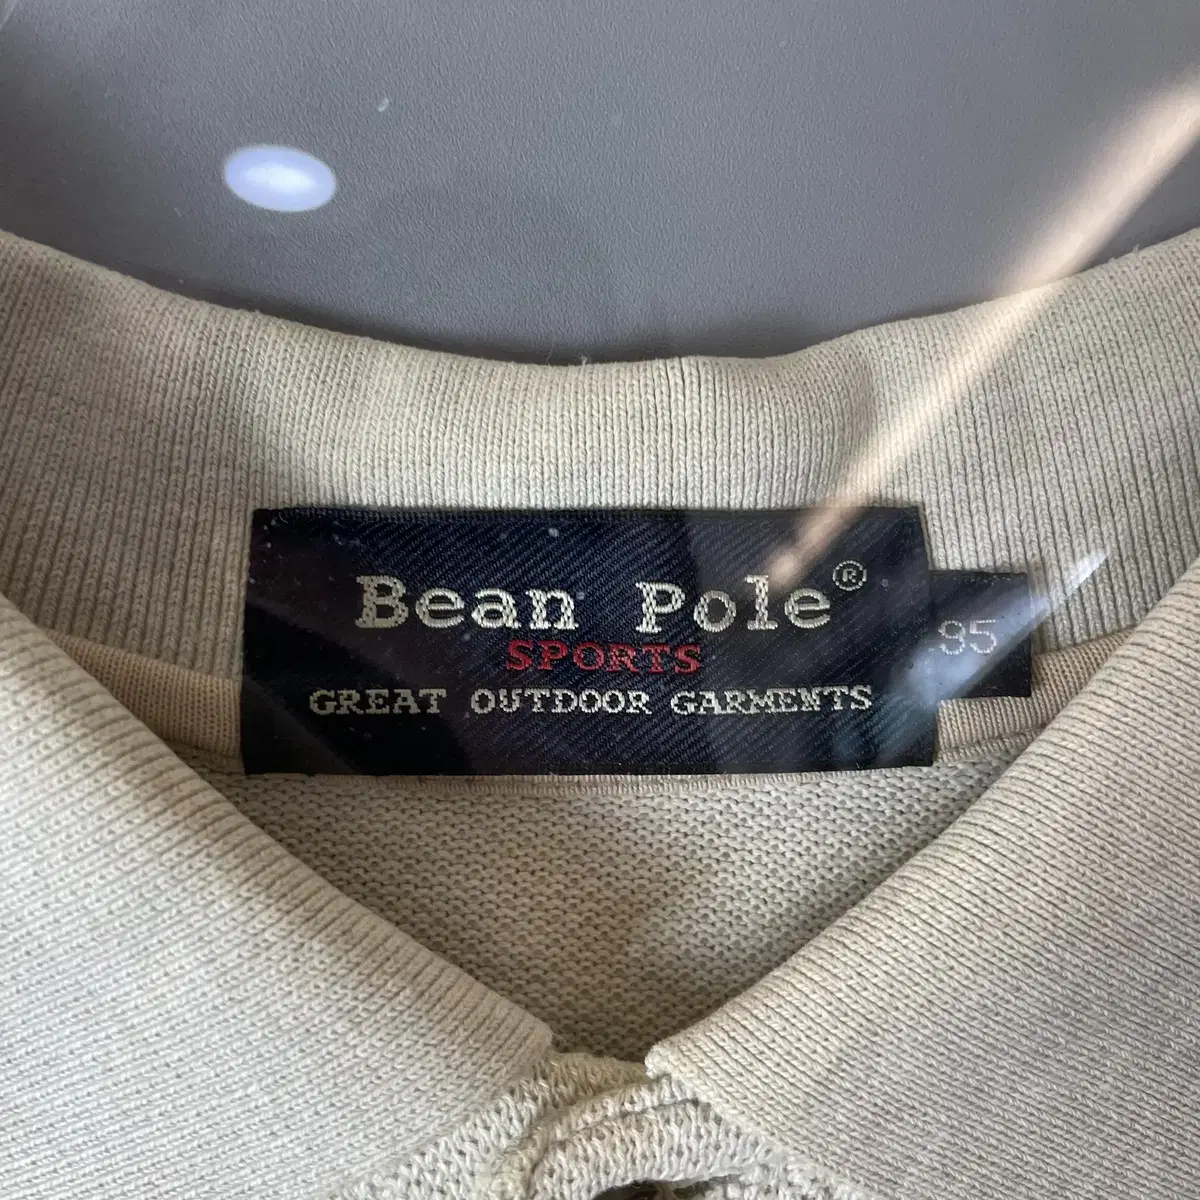 Bean Pole®
SPORTS
GREAT OUTDOOR GARMENTS
95